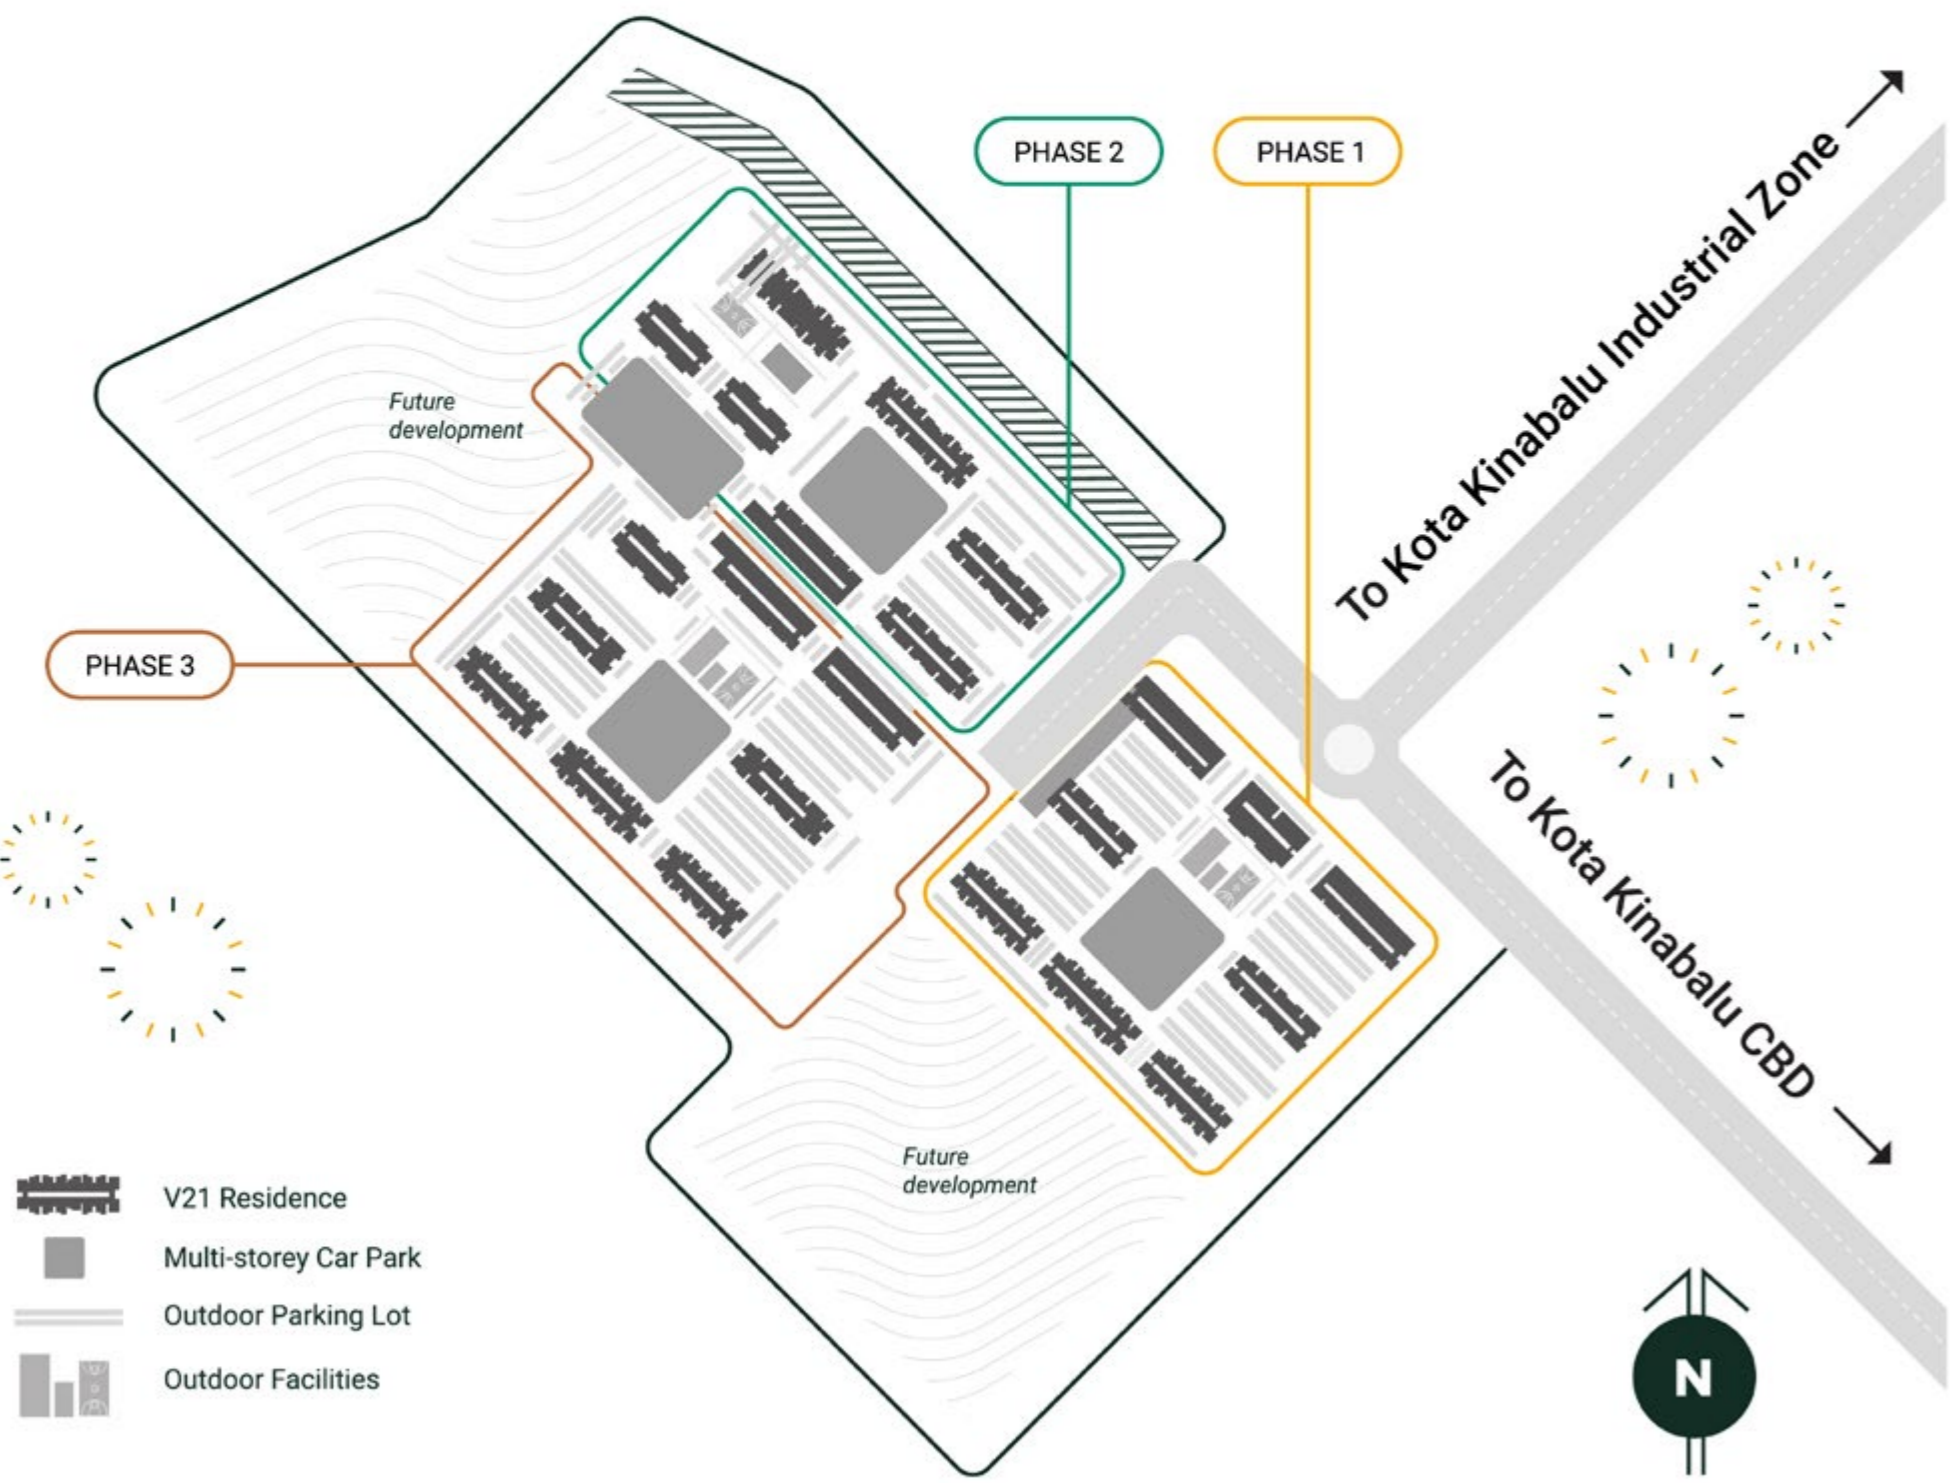 PHASE 2
PHASE 1
To Kota Kinabalu Industrial Zone
Future
development
PHASE 3
To Kota Kinabalu CBD
Future
development
V21 Residence
Multi-storey Car Park
Outdoor Parking Lot
Outdoor Facilities
N